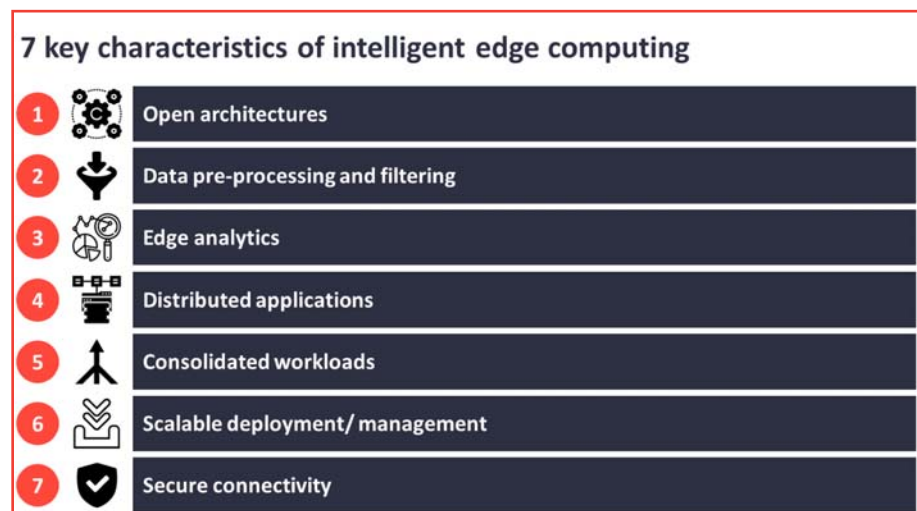 7 key characteristics of intelligent edge computing
1 Open architectures
2 Data pre-processing and filtering
3 Edge analytics
4 Distributed applications
5 Consolidated workloads
6 Scalable deployment/ management
7 Secure connectivity